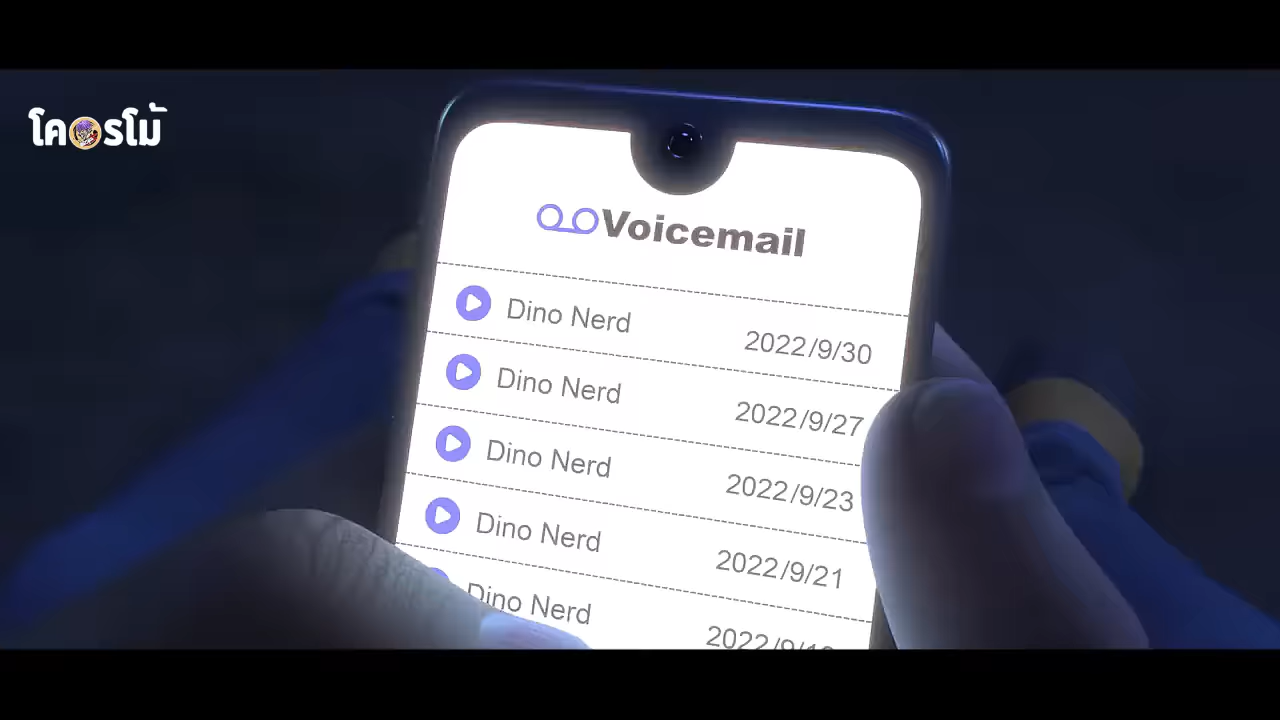 โคตรโม้
Voicemail
Dino Nerd 2022/9/30
Dino Nerd 2022/9/27
Dino Nerd 2022/9/23
Dino Nerd 2022/9/21
Dino Nerd